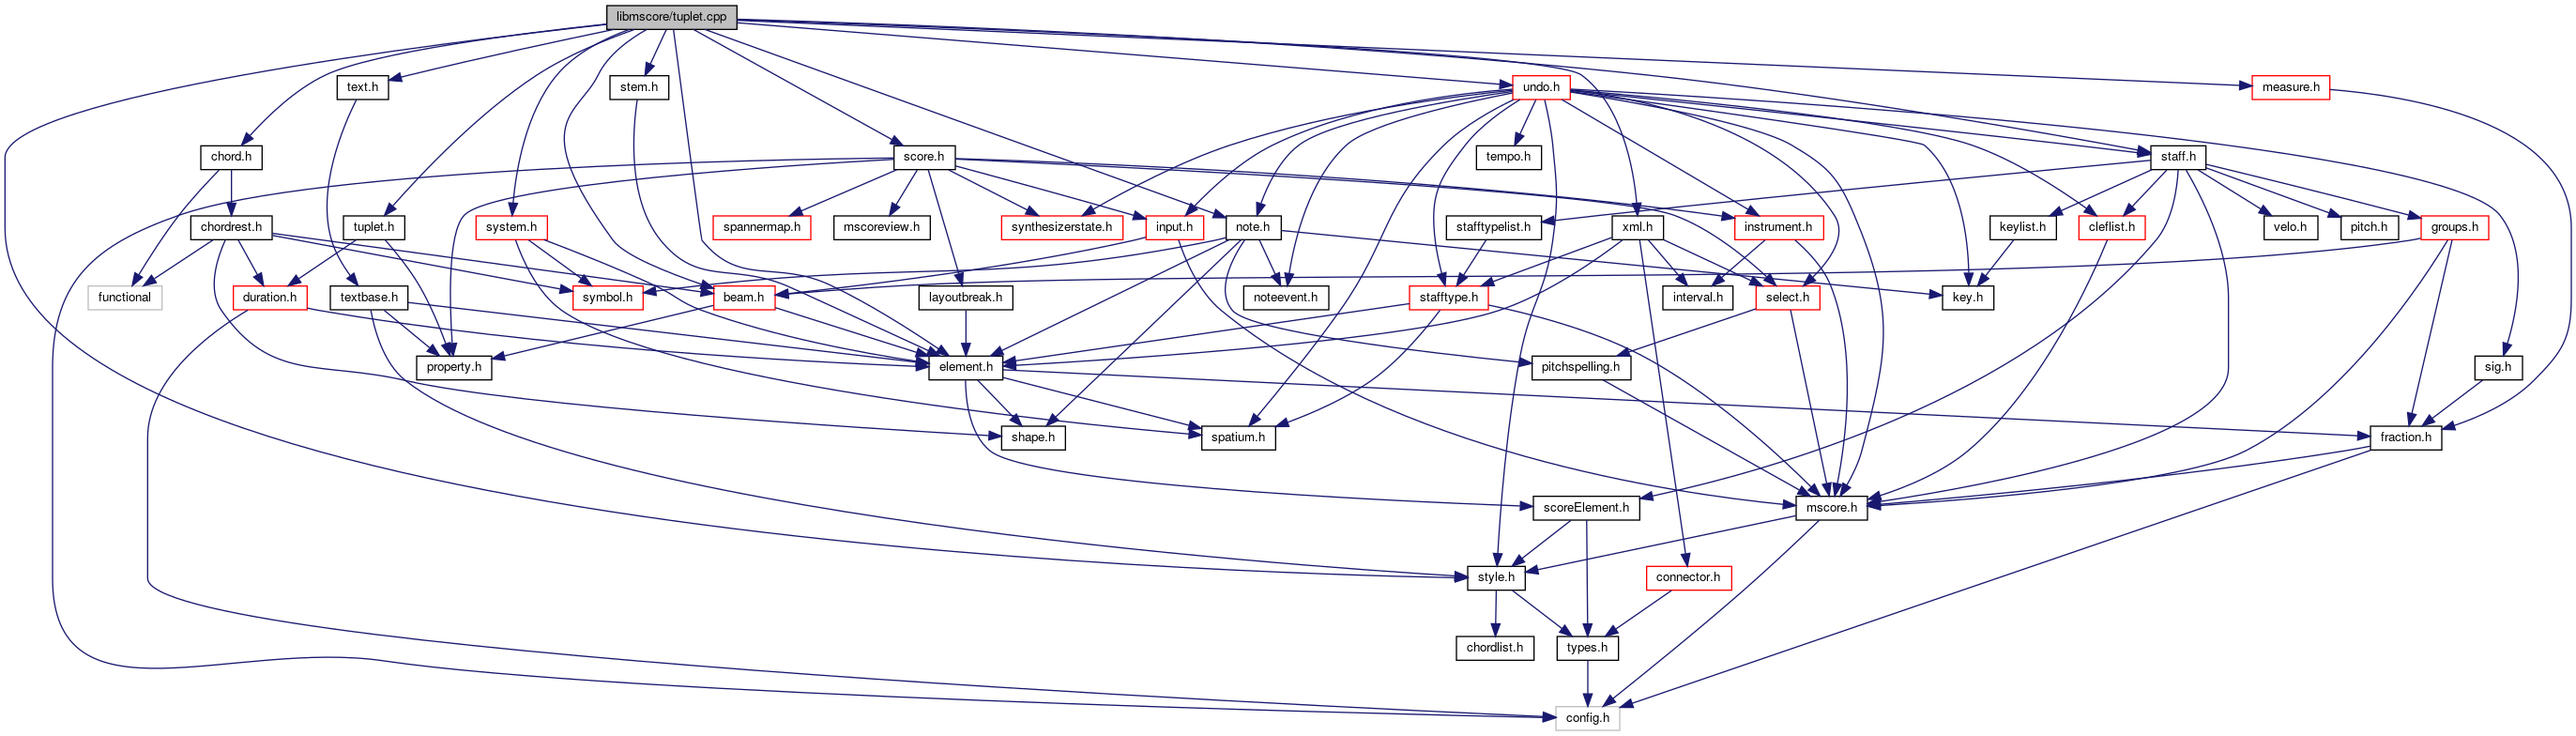 libmscore/tuplet.cpp
text.h
stem.h
undo.h
measure.h
chord.h
score.h
tempo.h
staff.h
chordrest.h
tuplet.h
system.h
spannermap.h
mscoreview.h
synthesizerstate.h
input.h
note.h
stafftypelist.h
xml.h
instrument.h
keylist.h
cleflist.h
velo.h
pitch.h
groups.h
functional
duration.h
textbase.h
symbol.h
beam.h
layoutbreak.h
noteevent.h
stafftype.h
interval.h
select.h
key.h
property.h
element.h
pitchspelling.h
sig.h
shape.h
spatium.h
fraction.h
scoreElement.h
mscore.h
style.h
connector.h
chordlist.h
types.h
config.h